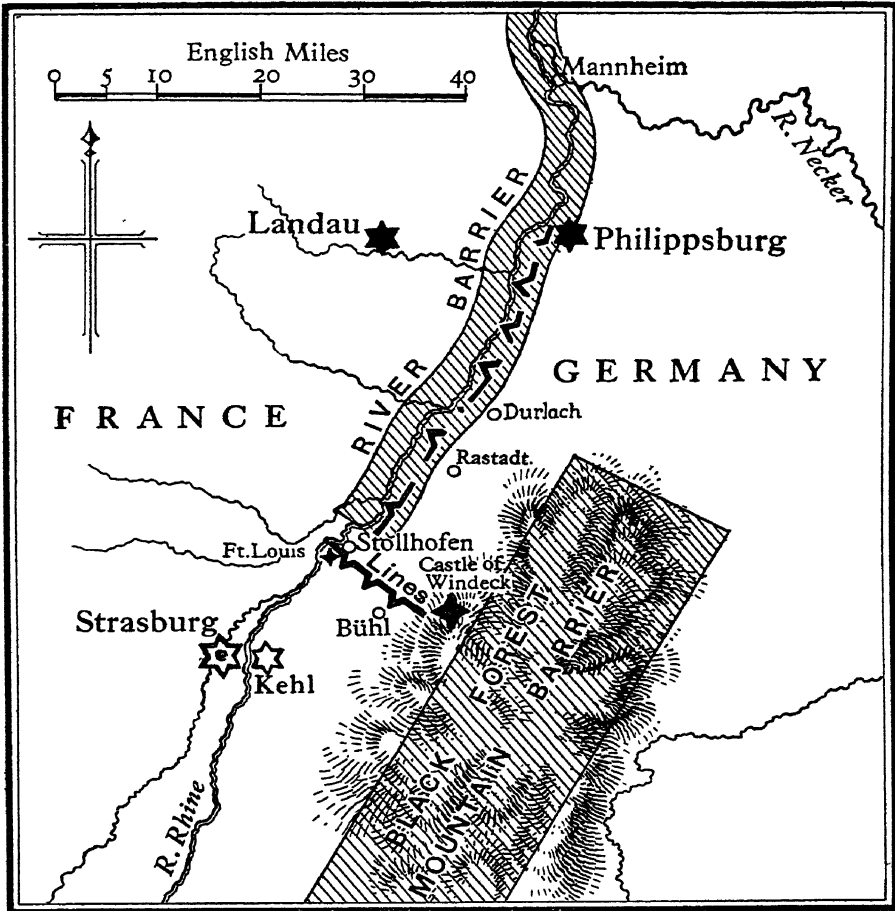 English Miles
0 5 10 20 30 40
Mannheim
R. Necker
Landau
Philippsburg
RIVER BARRIER
GERMANY
FRANCE
Durlach
Rastadt.
Ft. Louis
Stollhofen
Lines
Castle of
Windeck
Bühl
Strasburg
Kehl
R. Rhine
BLACK FOREST
MOUNTAIN BARRIER